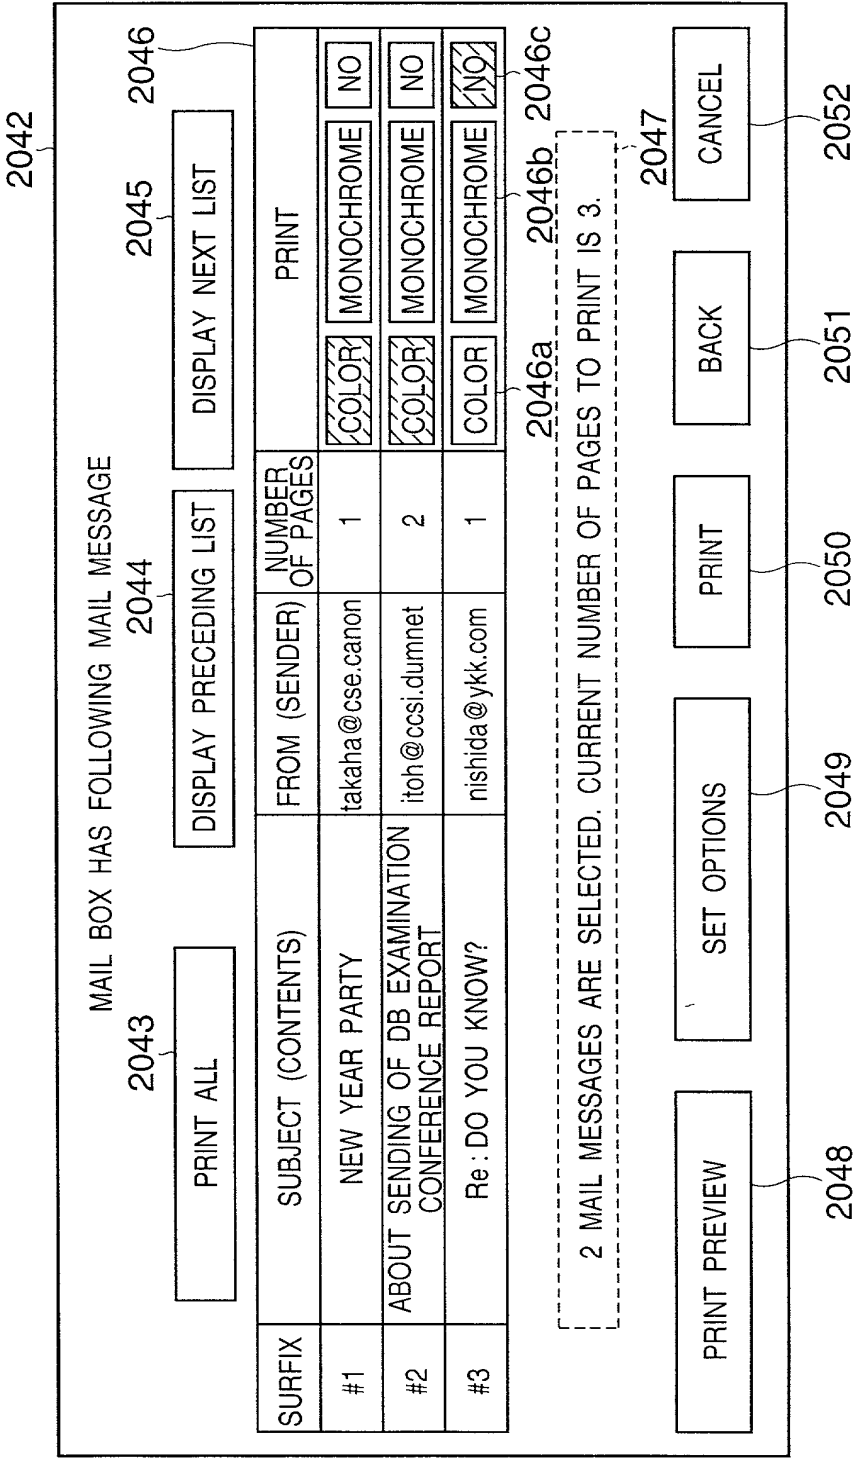 2042
MAIL BOX HAS FOLLOWING MAIL MESSAGE
2043
2044
2045
2046
PRINT ALL
DISPLAY PRECEDING LIST
DISPLAY NEXT LIST
SURFIX
SUBJECT (CONTENTS)
FROM (SENDER)
NUMBER
OF PAGES
PRINT
#1
NEW YEAR PARTY
takaha@cse.canon
1
COLOR
MONOCHROME
NO
#2
ABOUT SENDING OF DB EXAMINATION
CONFERENCE REPORT
itoh@ccsi.dumnet
2
COLOR
MONOCHROME
NO
#3
Re : DO YOU KNOW?
nishida@ykk.com
1
COLOR
MONOCHROME
NO
2046a
2046b
2046c
2 MAIL MESSAGES ARE SELECTED. CURRENT NUMBER OF PAGES TO PRINT IS 3.
2047
PRINT PREVIEW
SET OPTIONS
PRINT
BACK
CANCEL
2048
2049
2050
2051
2052